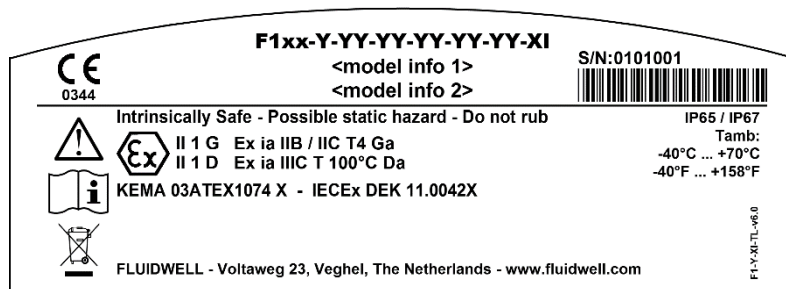 F1xx-Y-YY-YY-YY-YY-YY-XI
<model info 1>
<model info 2>
CE
0344
S/N:0101001
Intrinsically Safe - Possible static hazard - Do not rub
Ex
II 1 G Ex ia IIB / IIC T4 Ga
II 1 D Ex ia IIIC T 100°C Da
KEMA 03ATEX1074 X - IECEx DEK 11.0042X
IP65 / IP67
Tamb:
-40°C ... +70°C
-40°F ... +158°F
i
FLUIDWELL - Voltaweg 23, Veghel, The Netherlands - www.fluidwell.com
F1-Y-XI-TL-v6.0